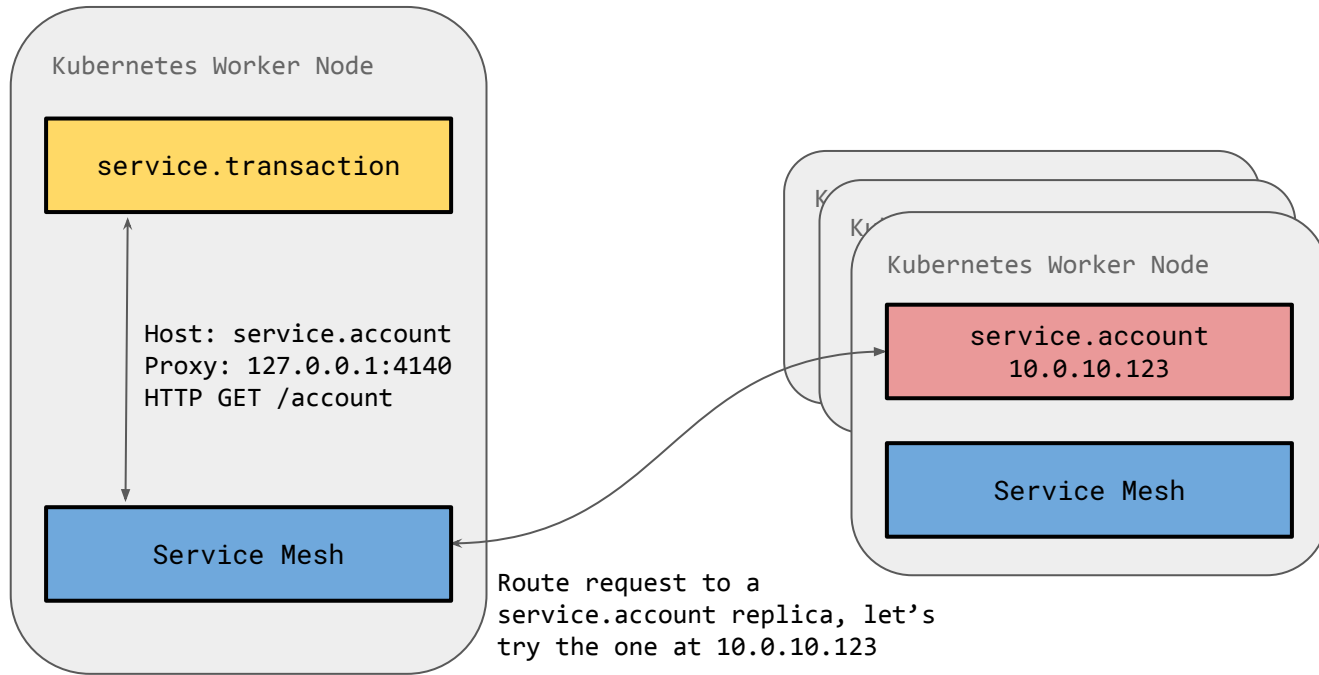 Kubernetes Worker Node
service.transaction
Host: service.account
Proxy: 127.0.0.1:4140
HTTP GET /account
Service Mesh
Route request to a
service.account replica, let’s
try the one at 10.0.10.123
Kubernetes Worker Node
service.account
10.0.10.123
Service Mesh